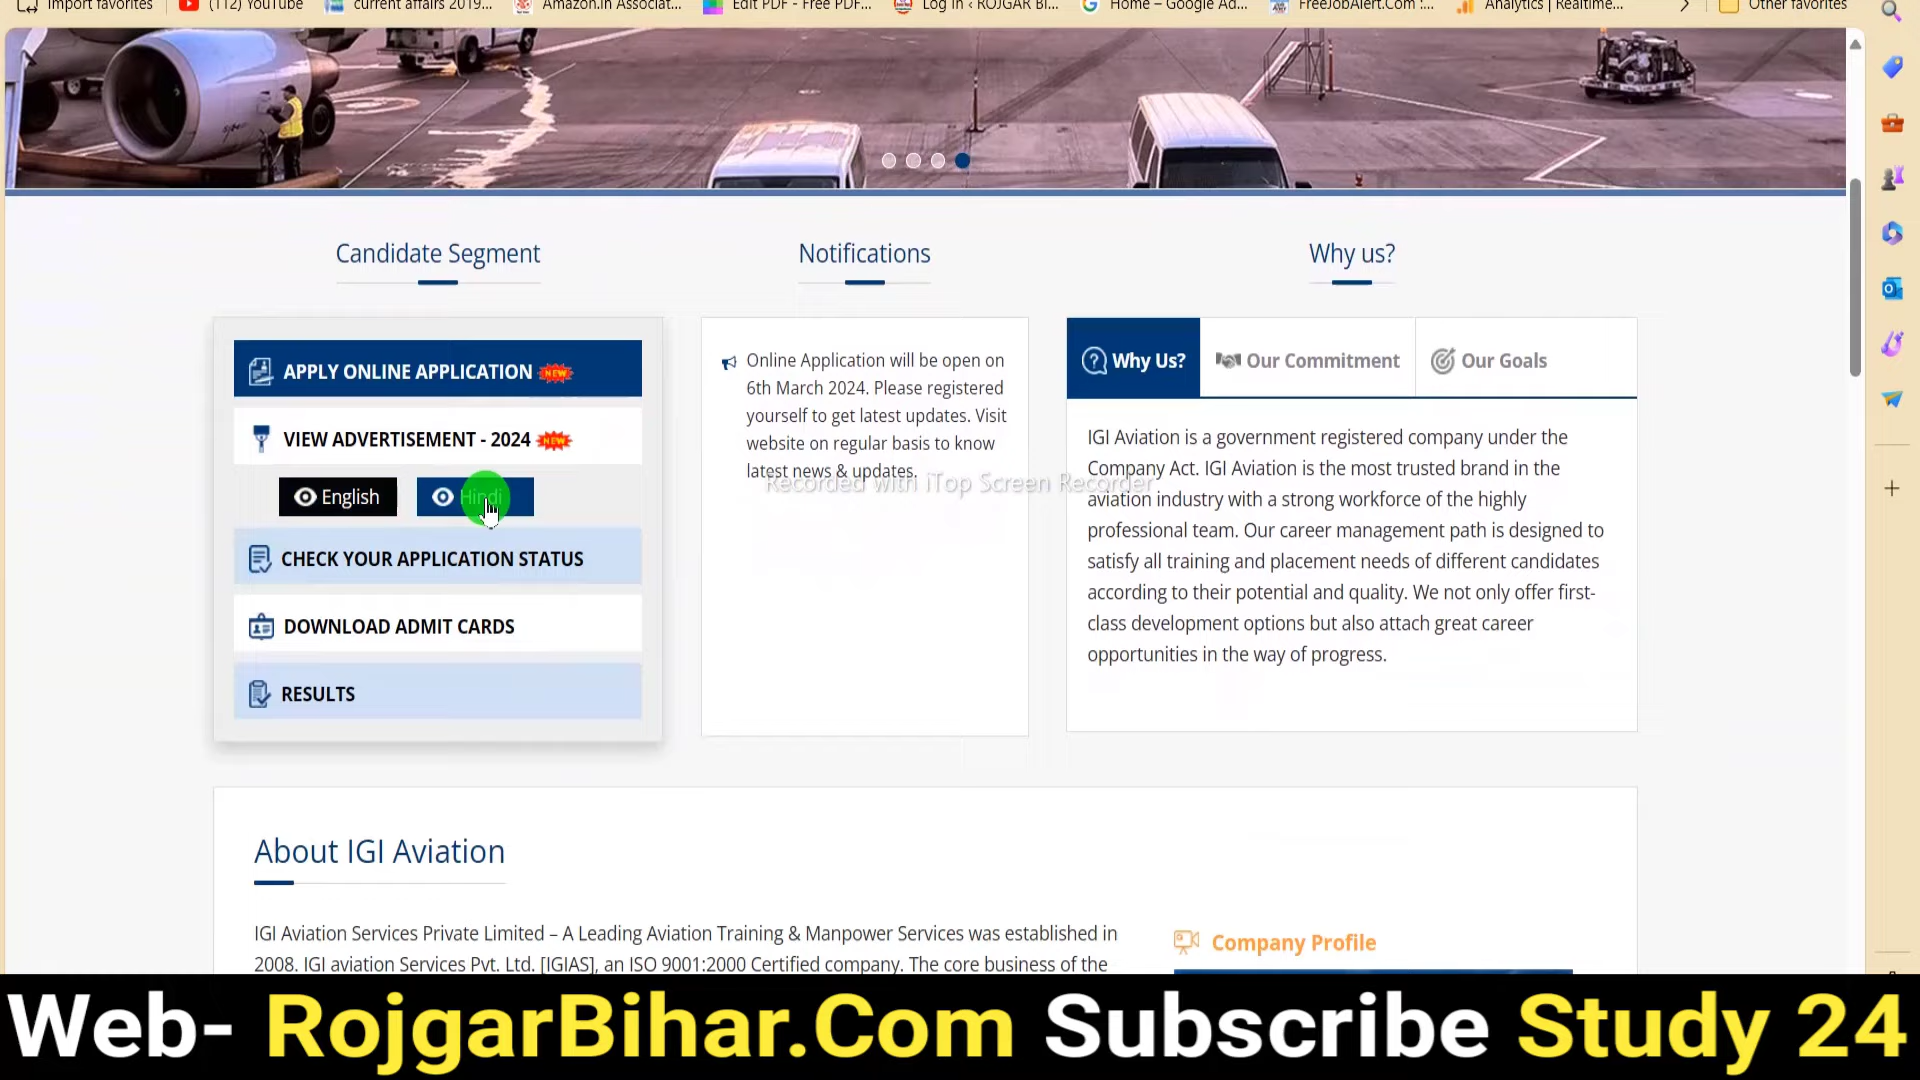 Import favorites
(112) YouTube
current affairs 2019...
Amazon.in Associat...
Edit PDF - Free PDF...
Log In ‹ ROJGAR BI...
Home – Google Ad...
FreeJobAlert.Com :...
Analytics | Realtime...
Other favorites
Candidate Segment
Notifications
Why us?
APPLY ONLINE APPLICATION NEW
VIEW ADVERTISEMENT - 2024 NEW
English
Hindi
CHECK YOUR APPLICATION STATUS
DOWNLOAD ADMIT CARDS
RESULTS
Online Application will be open on
6th March 2024. Please registered
yourself to get latest updates. Visit
website on regular basis to know
latest news & updates.
Recorded with iTop Screen Recorder
Why Us?
Our Commitment
Our Goals
IGI Aviation is a government registered company under the
Company Act. IGI Aviation is the most trusted brand in the
aviation industry with a strong workforce of the highly
professional team. Our career management path is designed to
satisfy all training and placement needs of different candidates
according to their potential and quality. We not only offer first-
class development options but also attach great career
opportunities in the way of progress.
About IGI Aviation
IGI Aviation Services Private Limited – A Leading Aviation Training & Manpower Services was established in
2008. IGI aviation Services Pvt. Ltd. [IGIAS], an ISO 9001:2000 Certified company. The core business of the
Company Profile
Web- RojgarBihar.Com Subscribe Study 24